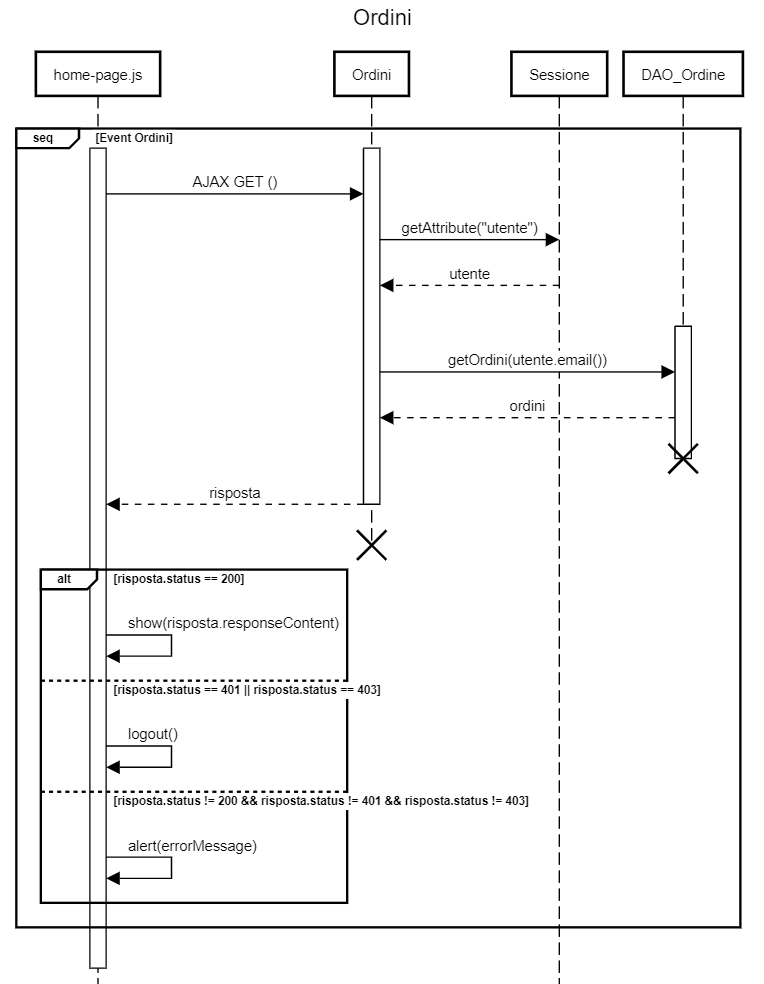 Ordini
home-page.js
Ordini
Sessione
DAO_Ordine
seq
[Event Ordini]
AJAX GET ()
getAttribute("utente")
utente
getOrdini(utente.email())
ordini
risposta
alt
[risposta.status == 200]
show(risposta.responseContent)
[risposta.status == 401 || risposta.status == 403]
logout()
[risposta.status != 200 && risposta.status != 401 && risposta.status != 403]
alert(errorMessage)